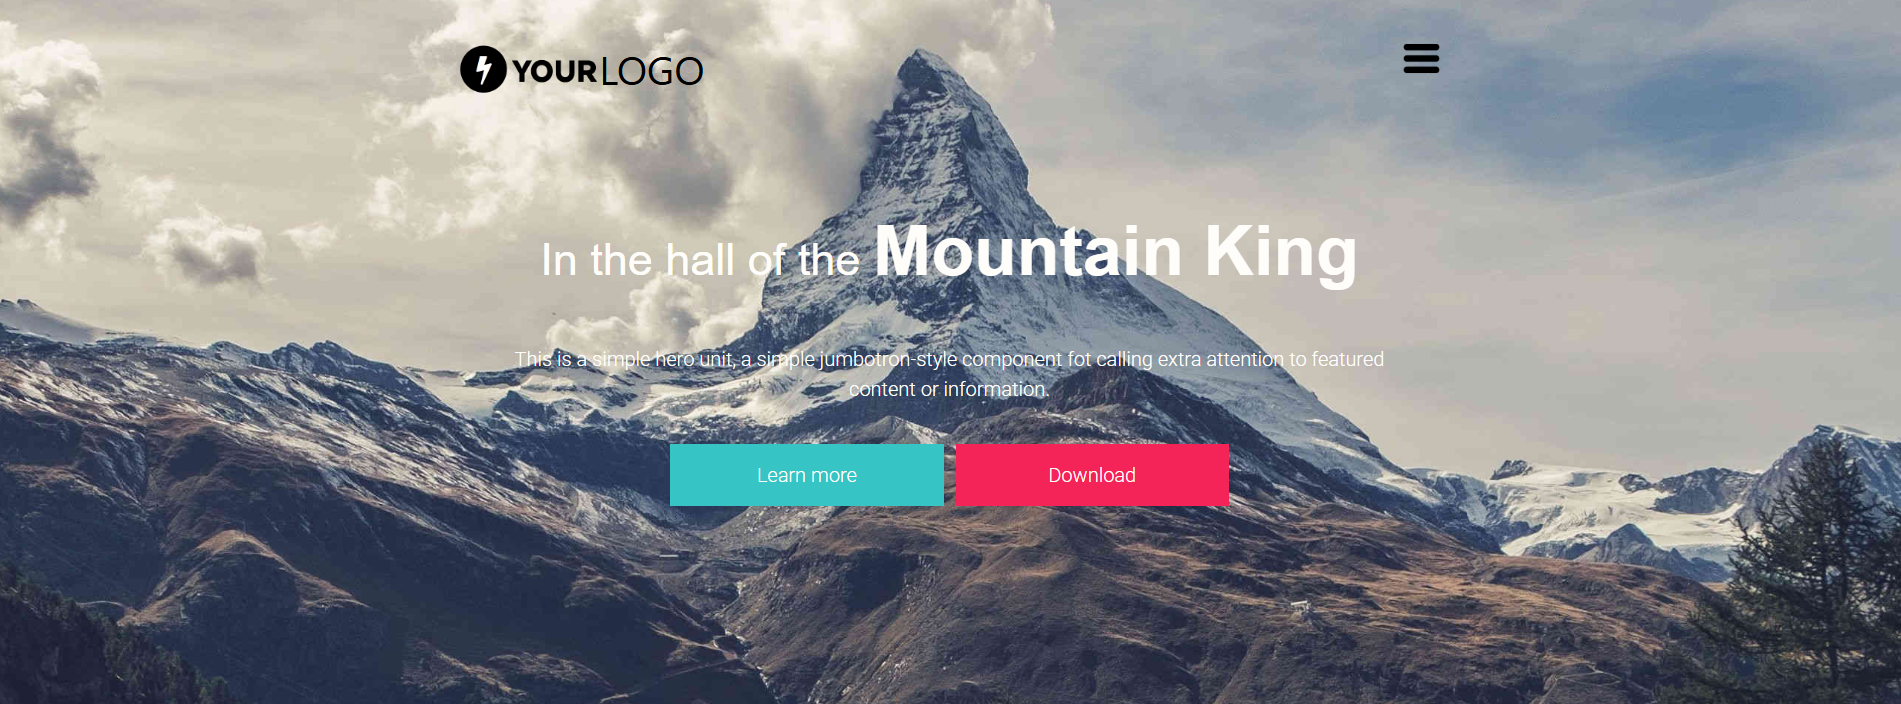 YOURLOGO
In the hall of the Mountain King
This is a simple hero unit, a simple jumbotron-style component fot calling extra attention to featured
content or information.
Learn more
Download